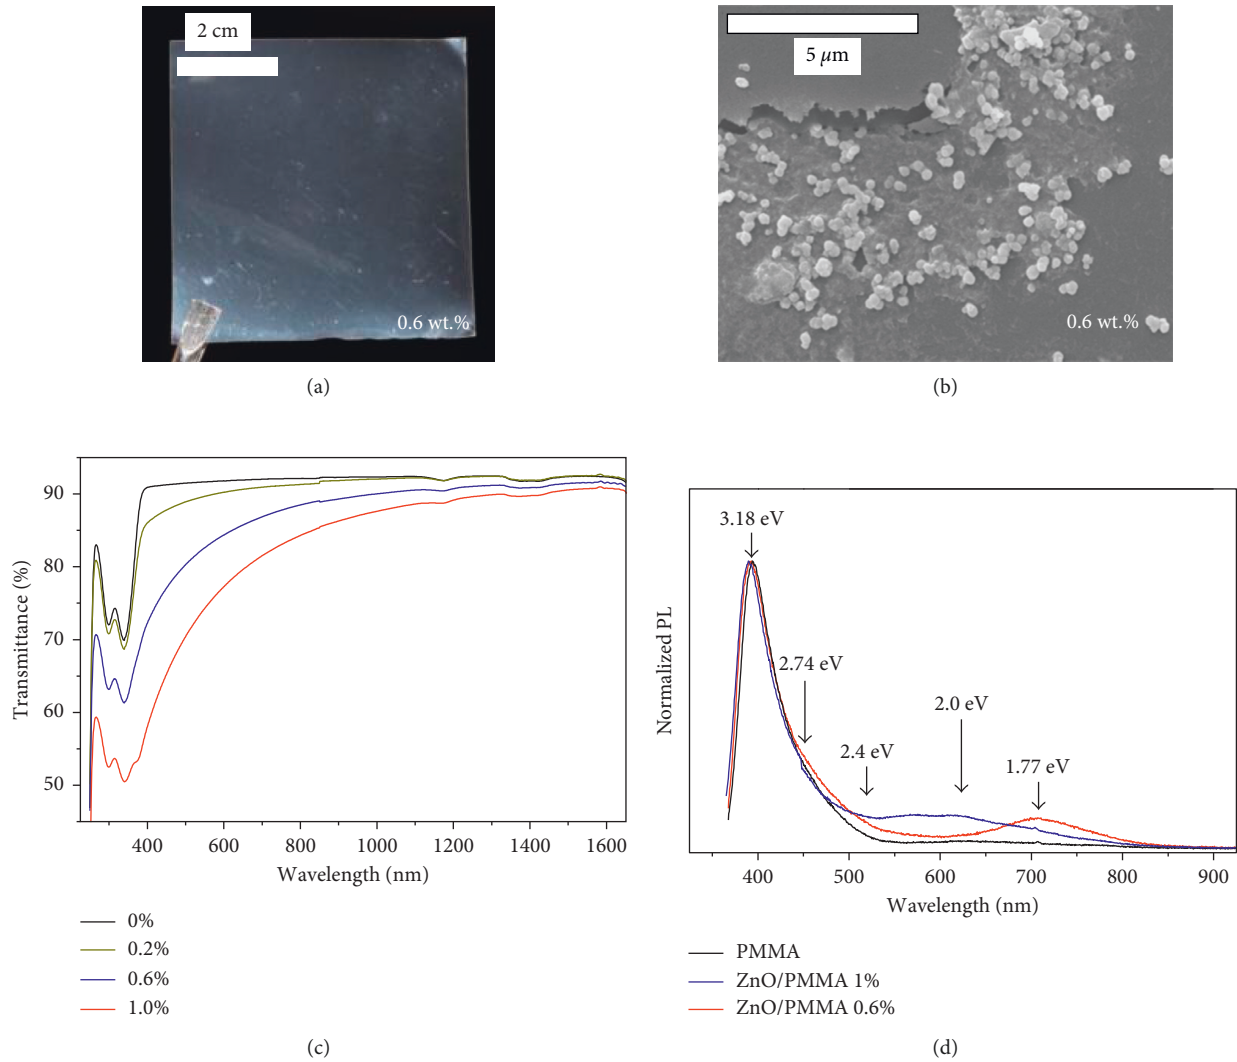 2 cm
0.6 wt.%
(a)
5 μm
0.6 wt.%
(b)
Transmittance (%)
90
80
70
60
50
400
600
800
1000
1200
1400
1600
Wavelength (nm)
0%
0.2%
0.6%
1.0%
(c)
Normalized PL
3.18 eV
2.74 eV
2.4 eV
2.0 eV
1.77 eV
400
500
600
700
800
900
Wavelength (nm)
PMMA
ZnO/PMMA 1%
ZnO/PMMA 0.6%
(d)